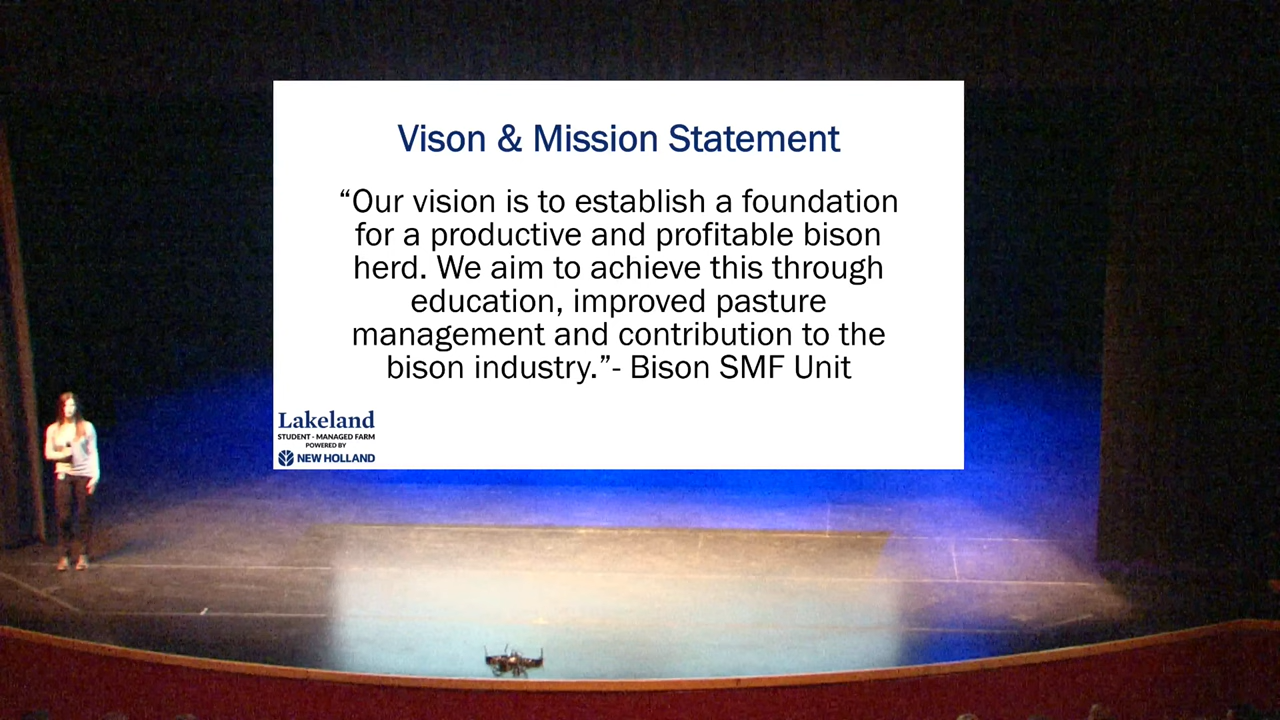 Vison & Mission Statement
“Our vision is to establish a foundation
for a productive and profitable bison
herd. We aim to achieve this through
education, improved pasture
management and contribution to the
bison industry.”- Bison SMF Unit
Lakeland
STUDENT - MANAGED FARM
POWERED BY
NEW HOLLAND